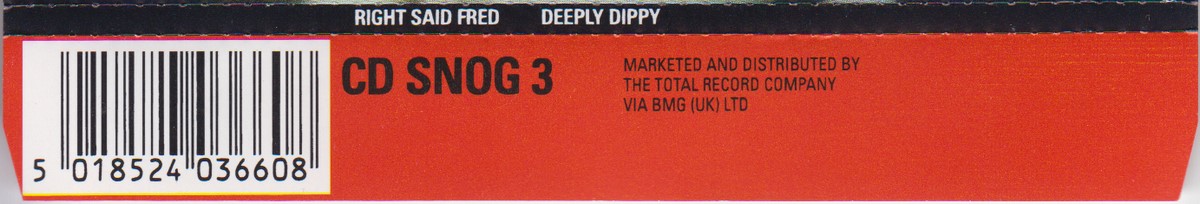 RIGHT SAID FRED DEEPLY DIPPY
CD SNOG 3
MARKETED AND DISTRIBUTED BY
THE TOTAL RECORD COMPANY
VIA BMG (UK) LTD
5 018524 036608